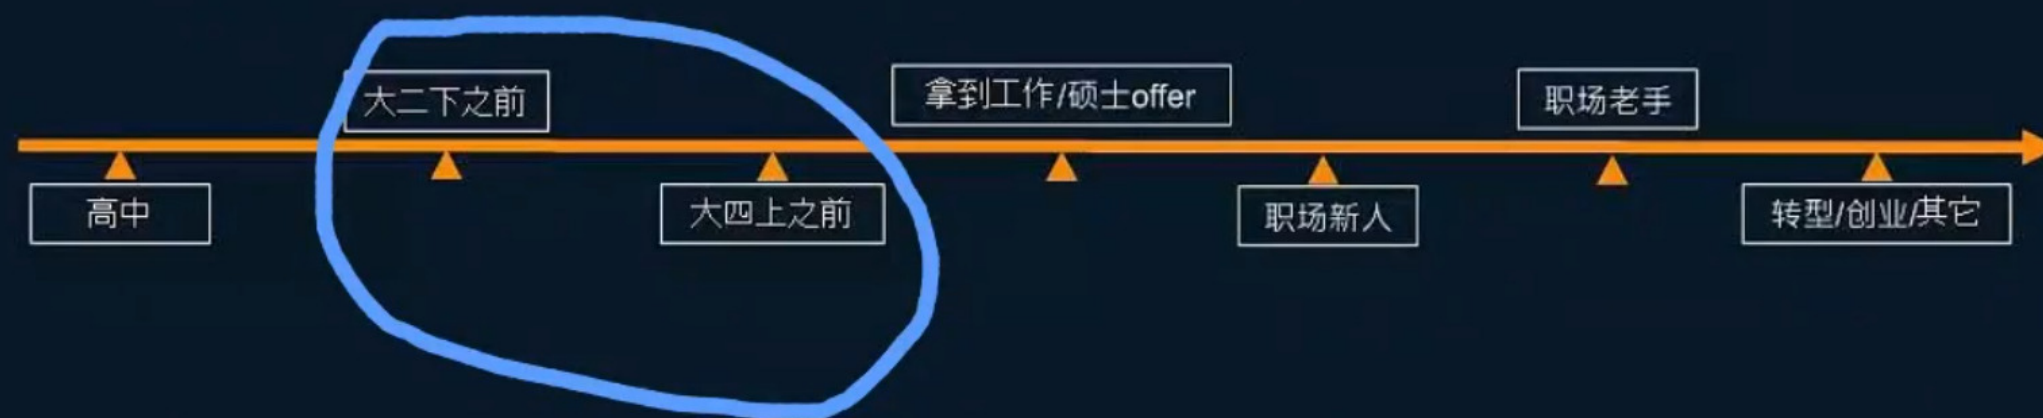 高中
大二下之前
大四上之前
拿到工作/硕士offer
职场新人
职场老手
转型/创业/其它